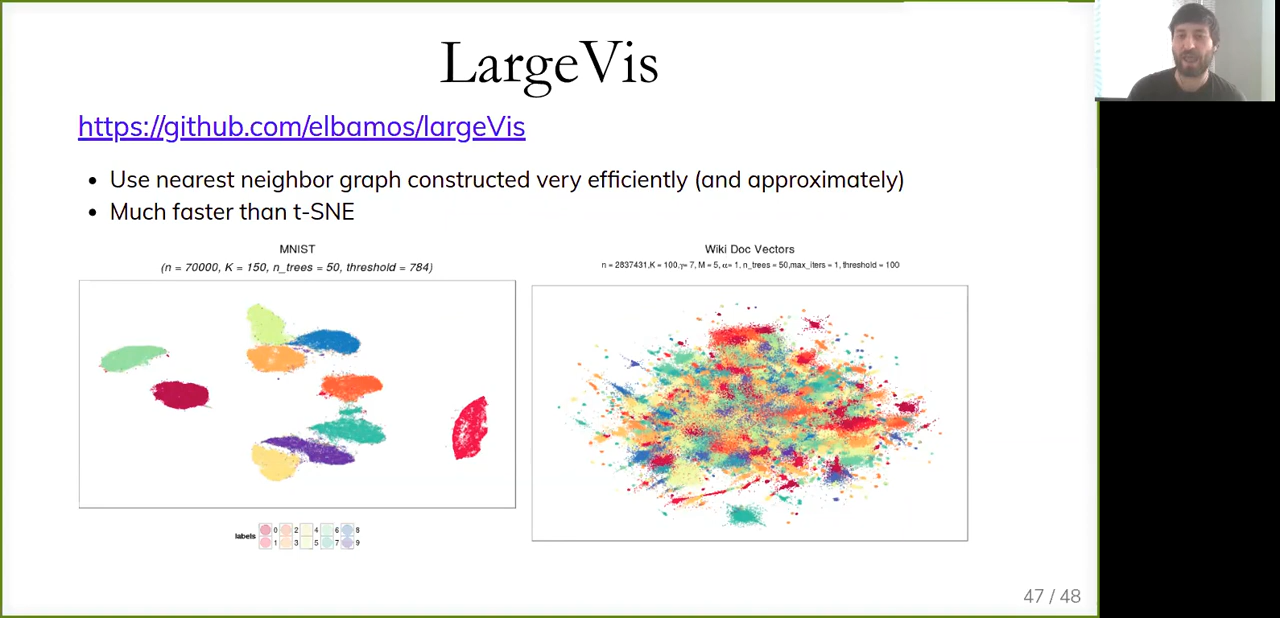 LargeVis
https://github.com/elbamos/largeVis
• Use nearest neighbor graph constructed very efficiently (and approximately)
• Much faster than t-SNE
MNIST
(n = 70000, K = 150, n_trees = 50, threshold = 784)
Wiki Doc Vectors
n = 2837431,K = 100,γ= 7, M = 5, α= 1, n_trees = 50,max_iters = 1, threshold = 100
labels 0 2 4 6 8
1 3 5 7 9
47 / 48